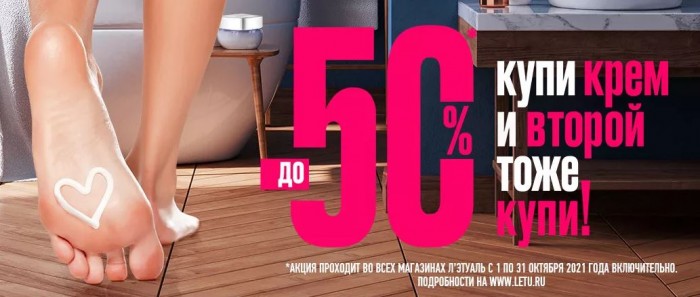 ДО 50%*
КУПИ КРЕМ
И ВТОРОЙ
ТОЖЕ
КУПИ!
*АКЦИЯ ПРОХОДИТ ВО ВСЕХ МАГАЗИНАХ Л'ЭТУАЛЬ С 1 ПО 31 ОКТЯБРЯ 2021 ГОДА ВКЛЮЧИТЕЛЬНО.
ПОДРОБНОСТИ НА WWW.LETU.RU